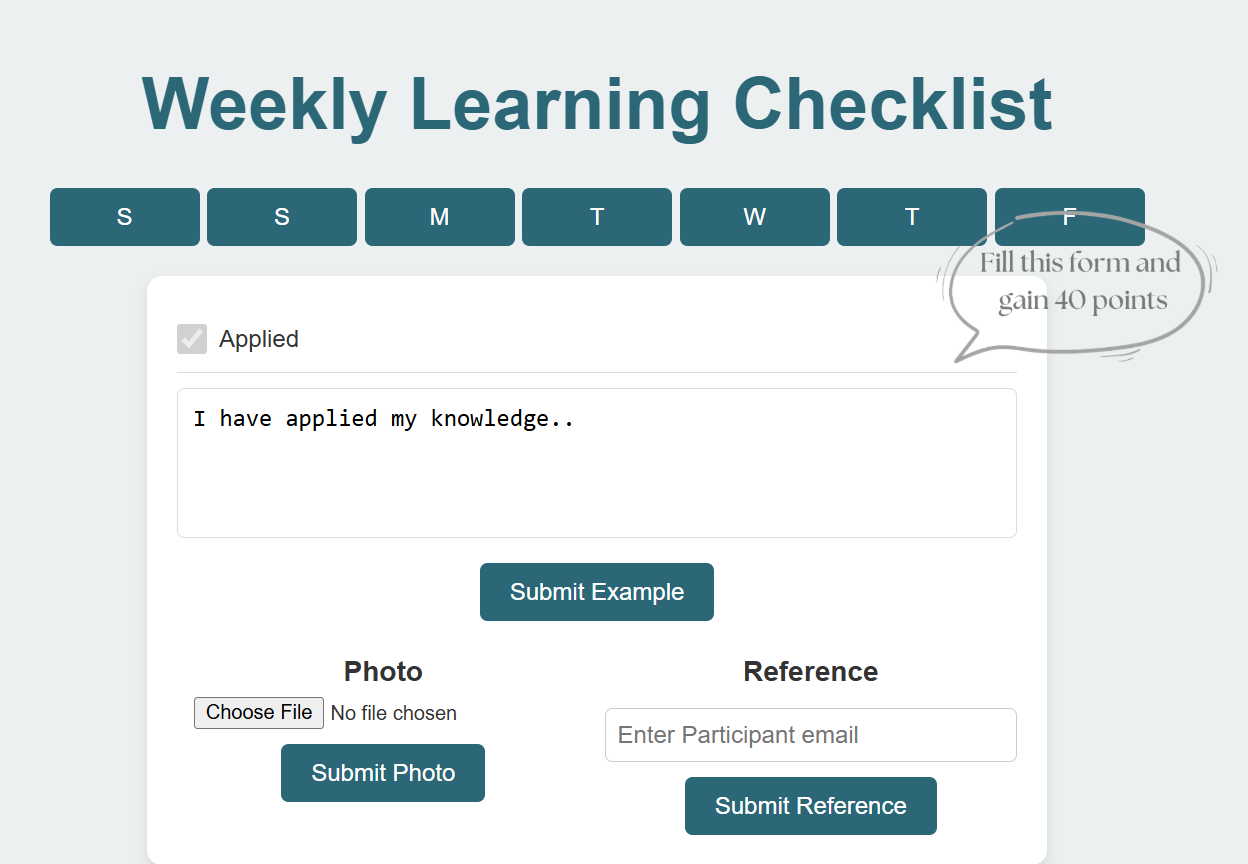 Weekly Learning Checklist
S S M T W T F
Fill this form and
gain 40 points
Applied
I have applied my knowledge..
Submit Example
Photo Reference
Choose File No file chosen
Enter Participant email
Submit Photo
Submit Reference